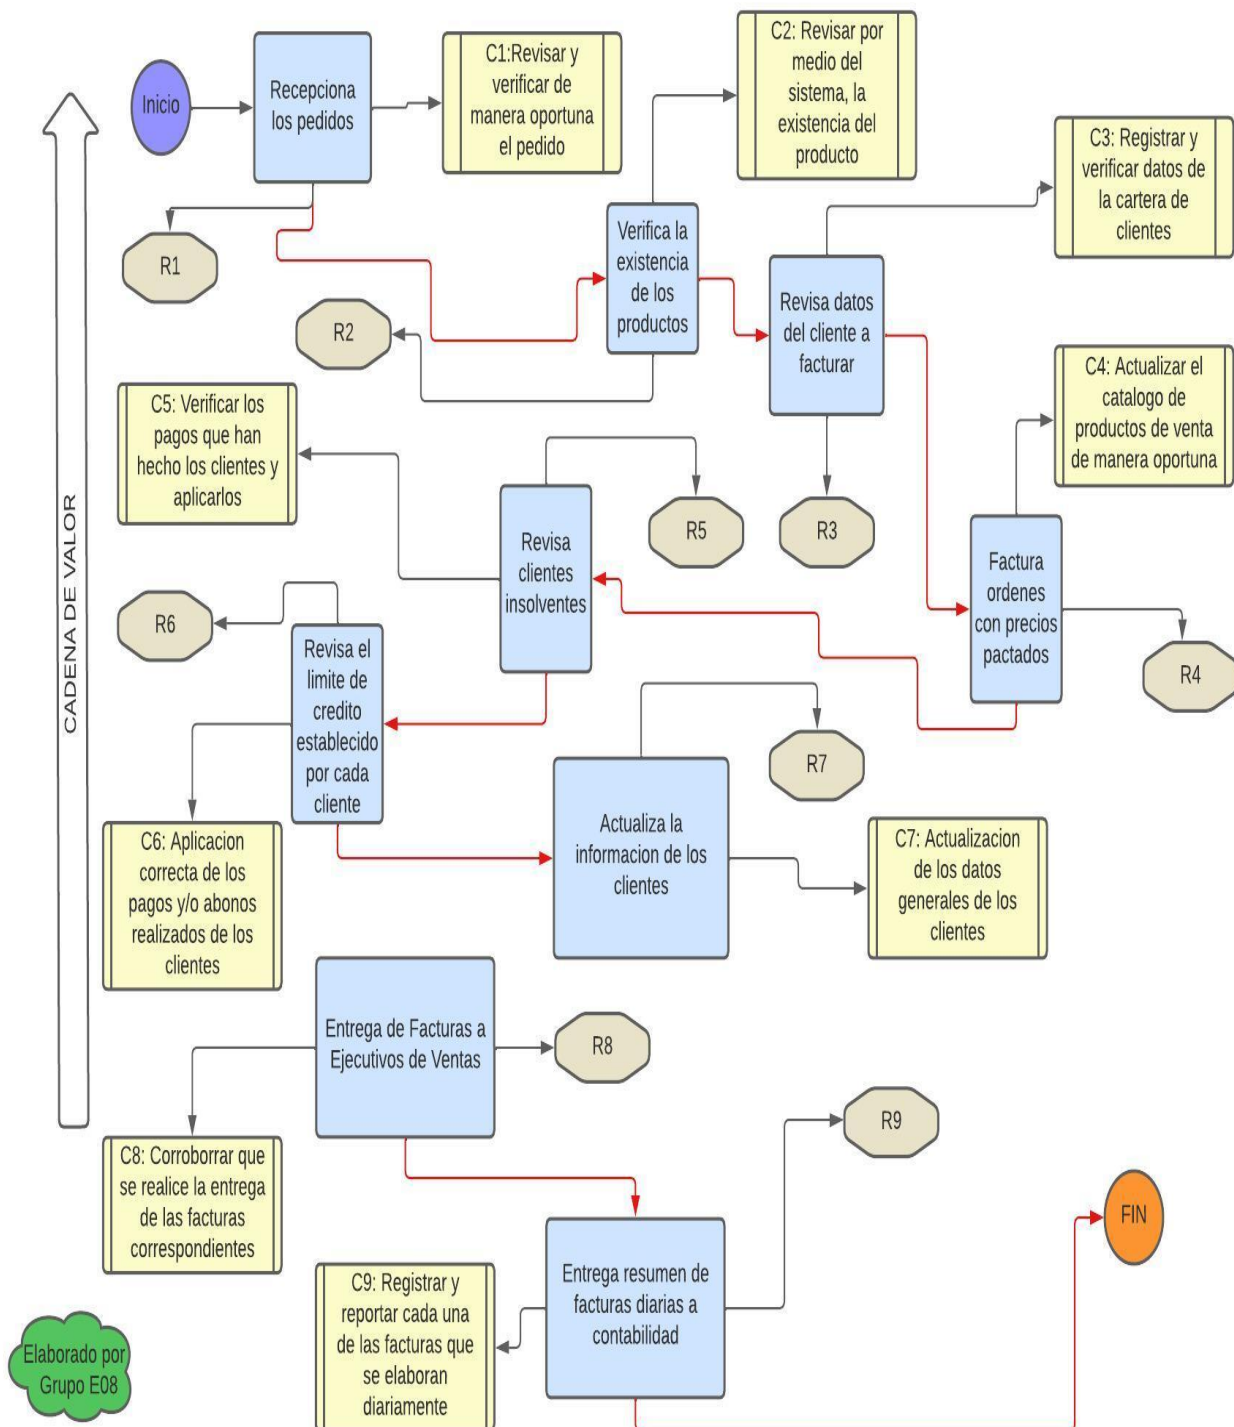 Inicio
Recepciona
los pedidos
C1:Revisar y
verificar de
manera oportuna
el pedido
C2: Revisar por
medio del
sistema, la
existencia del
producto
C3: Registrar y
verificar datos de
la cartera de
clientes
R1
Verifica la
existencia
de los
productos
R2
Revisa datos
del cliente a
facturar
C4: Actualizar el
catalogo de
productos de venta
de manera oportuna
C5: Verificar los
pagos que han
hecho los clientes y
aplicarlos
CADENA DE VALOR
R5
R3
Revisa
clientes
insolventes
Factura
ordenes
con precios
pactados
R6
R4
Revisa el
limite de
credito
establecido
por cada
cliente
R7
C6: Aplicacion
correcta de los
pagos y/o abonos
realizados de los
clientes
Actualiza la
informacion de los
clientes
C7: Actualizacion
de los datos
generales de los
clientes
Entrega de Facturas a
Ejecutivos de Ventas
R8
R9
C8: Corroborrar que
se realice la entrega
de las facturas
correspondientes
FIN
C9: Registrar y
reportar cada una
de las facturas que
se elaboran
diariamente
Entrega resumen de
facturas diarias a
contabilidad
Elaborado por
Grupo E08